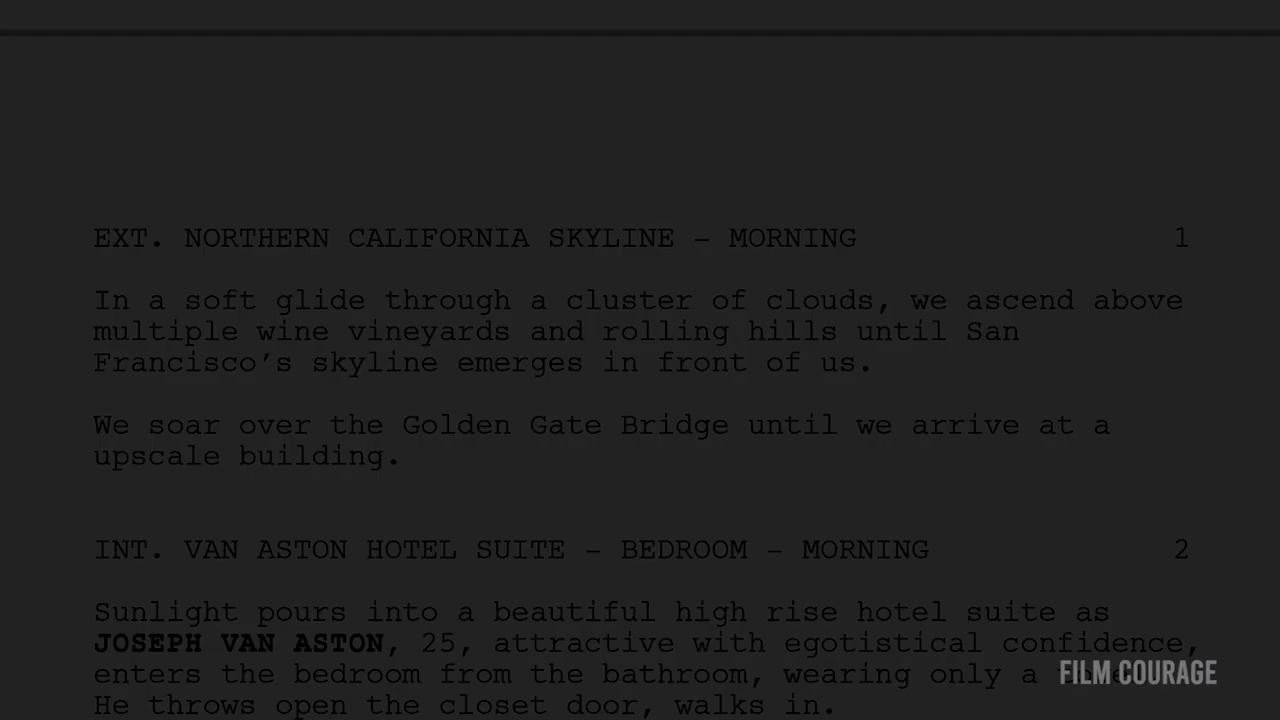 EXT. NORTHERN CALIFORNIA SKYLINE – MORNING 1
In a soft glide through a cluster of clouds, we ascend above
multiple wine vineyards and rolling hills until San
Francisco’s skyline emerges in front of us.
We soar over the Golden Gate Bridge until we arrive at a
upscale building.
INT. VAN ASTON HOTEL SUITE – BEDROOM – MORNING 2
Sunlight pours into a beautiful high rise hotel suite as
JOSEPH VAN ASTON, 25, attractive with egotistical confidence,
enters the bedroom from the bathroom, wearing only a
He throws open the closet door, walks in.
FILM COURAGE